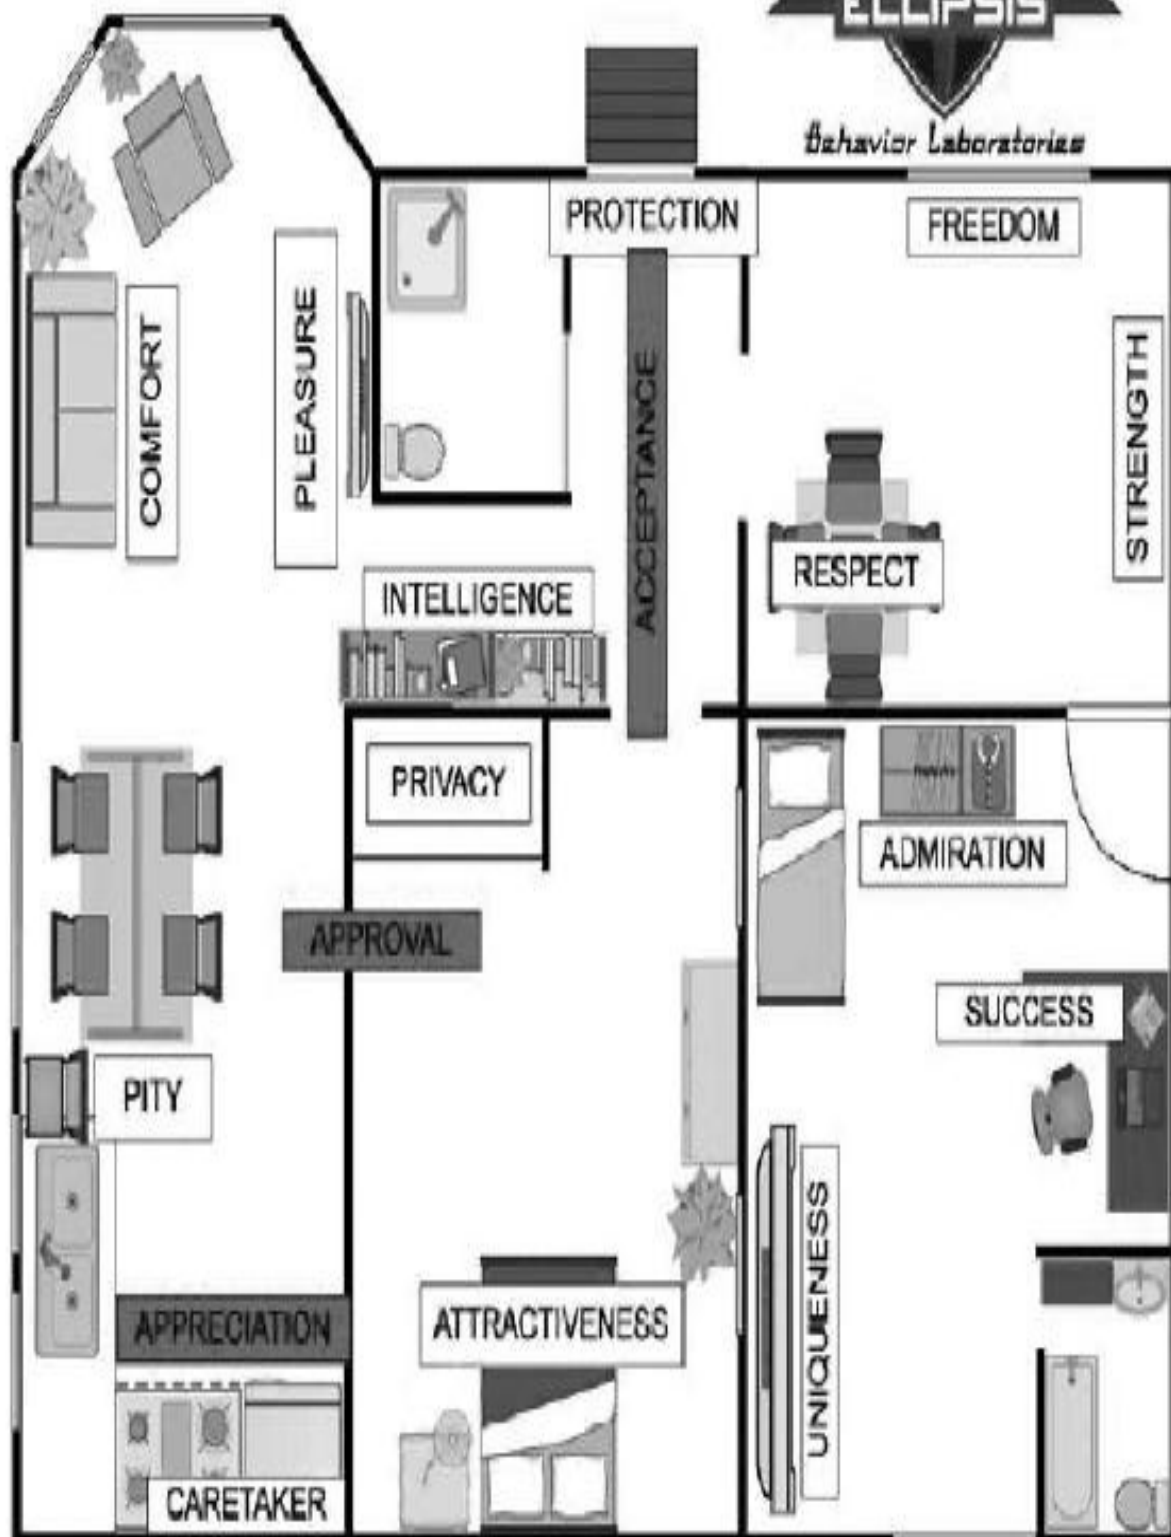 ELLIPSIS
Behavior Laboratories
PROTECTION
FREEDOM
COMFORT
PLEASURE
ACCEPTANCE
STRENGTH
RESPECT
INTELLIGENCE
PRIVACY
ADMIRATION
APPROVAL
SUCCESS
PITY
UNIQUENESS
APPRECIATION
ATTRACTIVENESS
CARETAKER